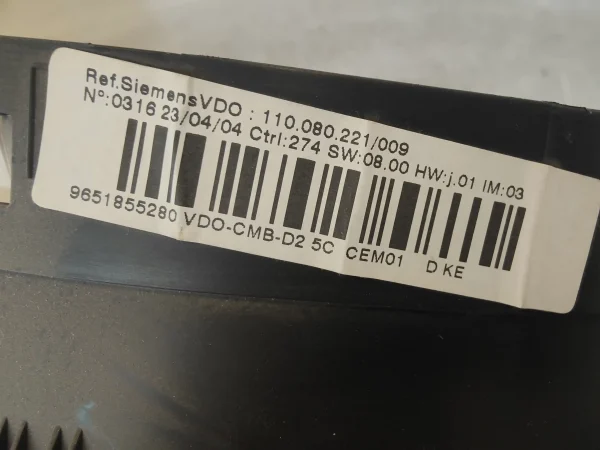 Ref.SiemensVDO : 110.080.221/009
N°:0316 23/04/04 Ctrl:274 SW:08.00 HW:j.01 IM:03
9651855280 VDO-CMB-D2 5C CEM01 D KE